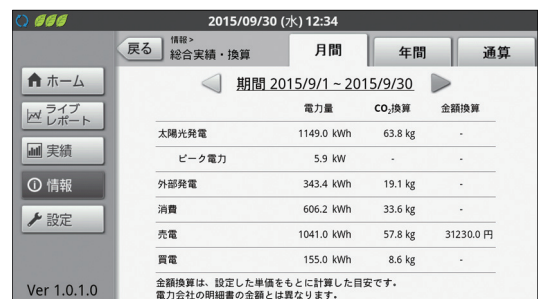 2015/09/30 (水) 12:34
戻る
情報 >
総合実績・換算
月間
年間
通算
ホーム
ライブ
レポート
実績
情報
設定
Ver 1.0.1.0
期間 2015/9/1 ~ 2015/9/30
電力量 CO₂換算 金額換算
太陽光発電 1149.0 kWh 63.8 kg -
ピーク電力 5.9 kW - -
外部発電 343.4 kWh 19.1 kg -
消費 606.2 kWh 33.6 kg -
売電 1041.0 kWh 57.8 kg 31230.0 円
買電 155.0 kWh 8.6 kg -
金額換算は、設定した単価をもとに計算した目安です。
電力会社の明細書の金額とは異なります。